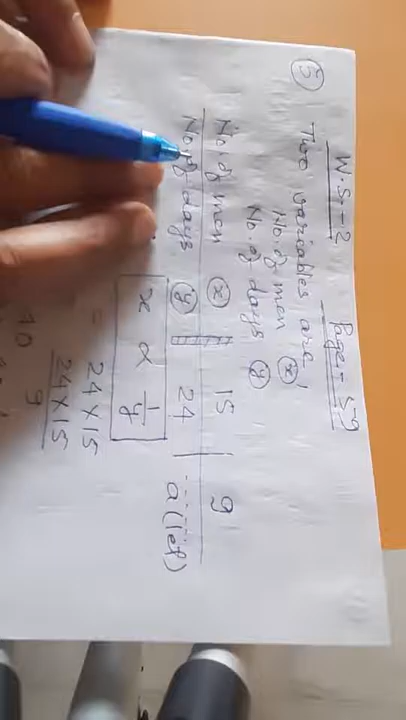 W.S.-2 Page-59
5 Two variables are,
No. of men x
No. of days y
No. of men x 15 9
No. of days y 24 a (let)
x α 1/y
= 24×15
24×15
9